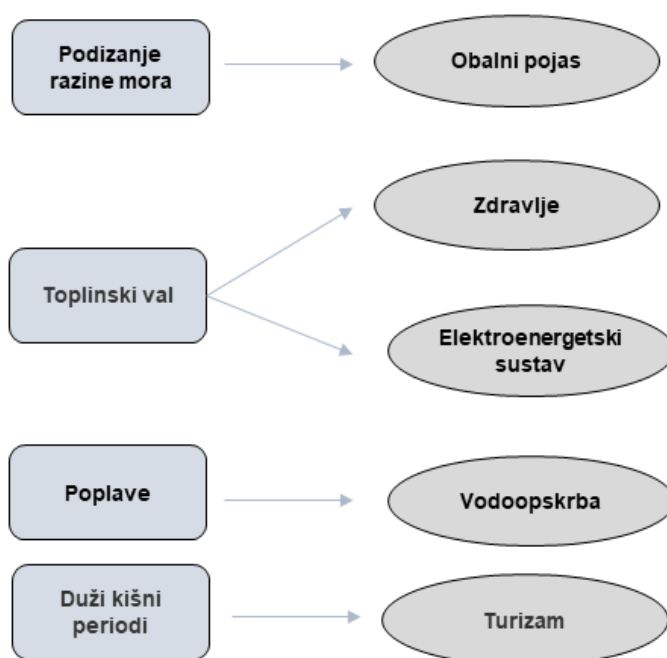 Podizanje
razine mora
Obalni pojas
Zdravlje
Toplinski val
Elektroenergetski
sustav
Poplave
Vodoopskrba
Duži kišni
periodi
Turizam